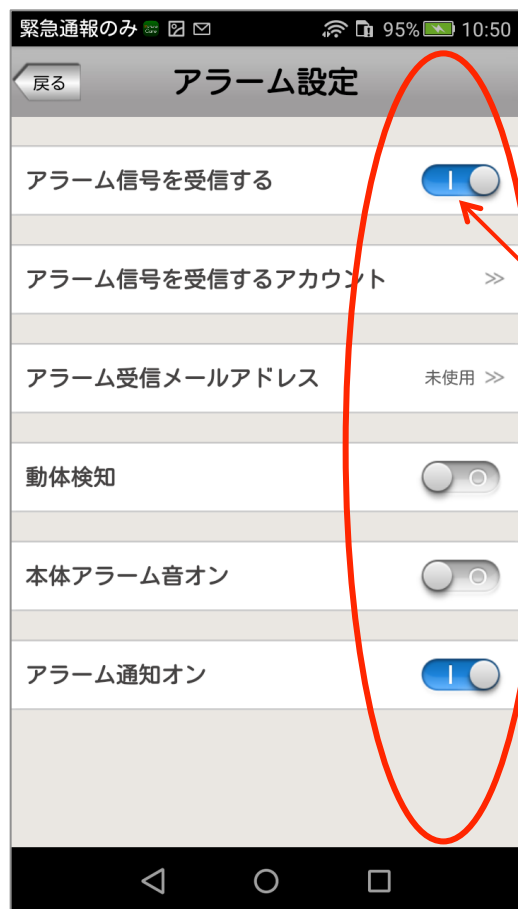 緊急通報のみ 95% 10:50
戻る アラーム設定
アラーム信号を受信する
アラーム信号を受信するアカウント >>
アラーム受信メールアドレス 未使用 >>
動体検知
本体アラーム音オン
アラーム通知オン